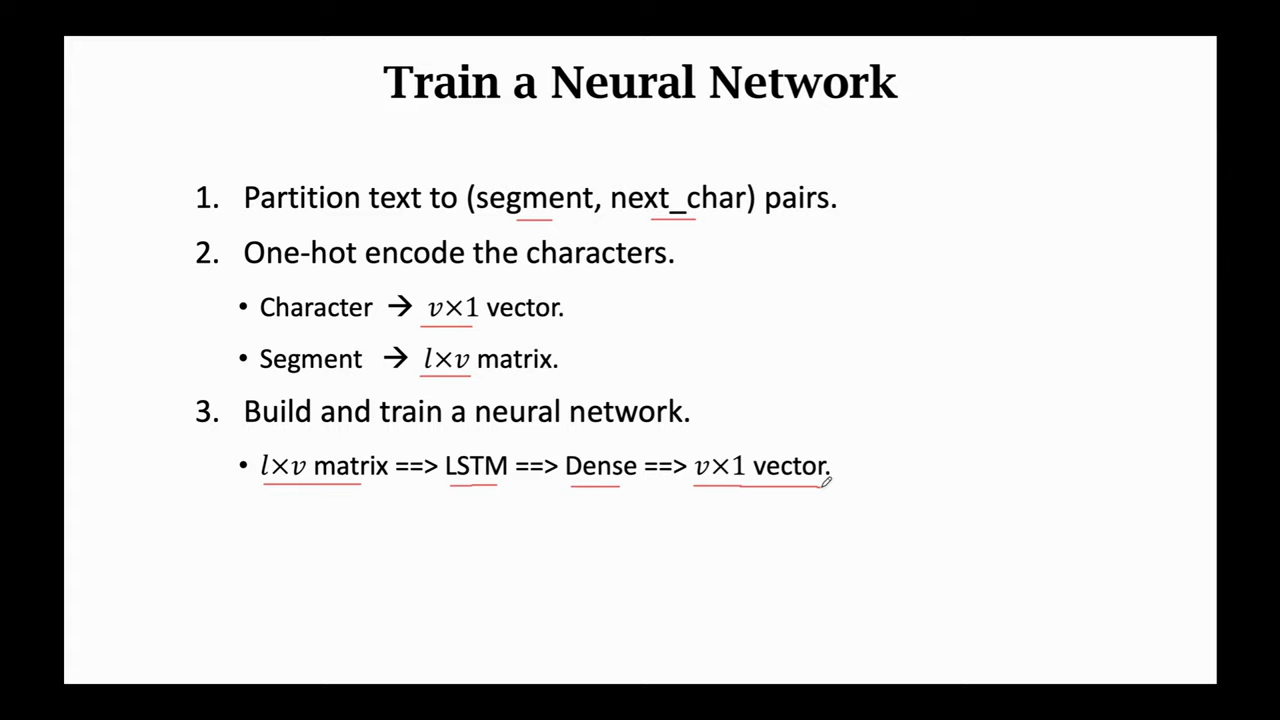 Train a Neural Network
1. Partition text to (segment, next_char) pairs.
2. One-hot encode the characters.
• Character → v×1 vector.
• Segment → l×v matrix.
3. Build and train a neural network.
• l×v matrix ==> LSTM ==> Dense ==> v×1 vector.